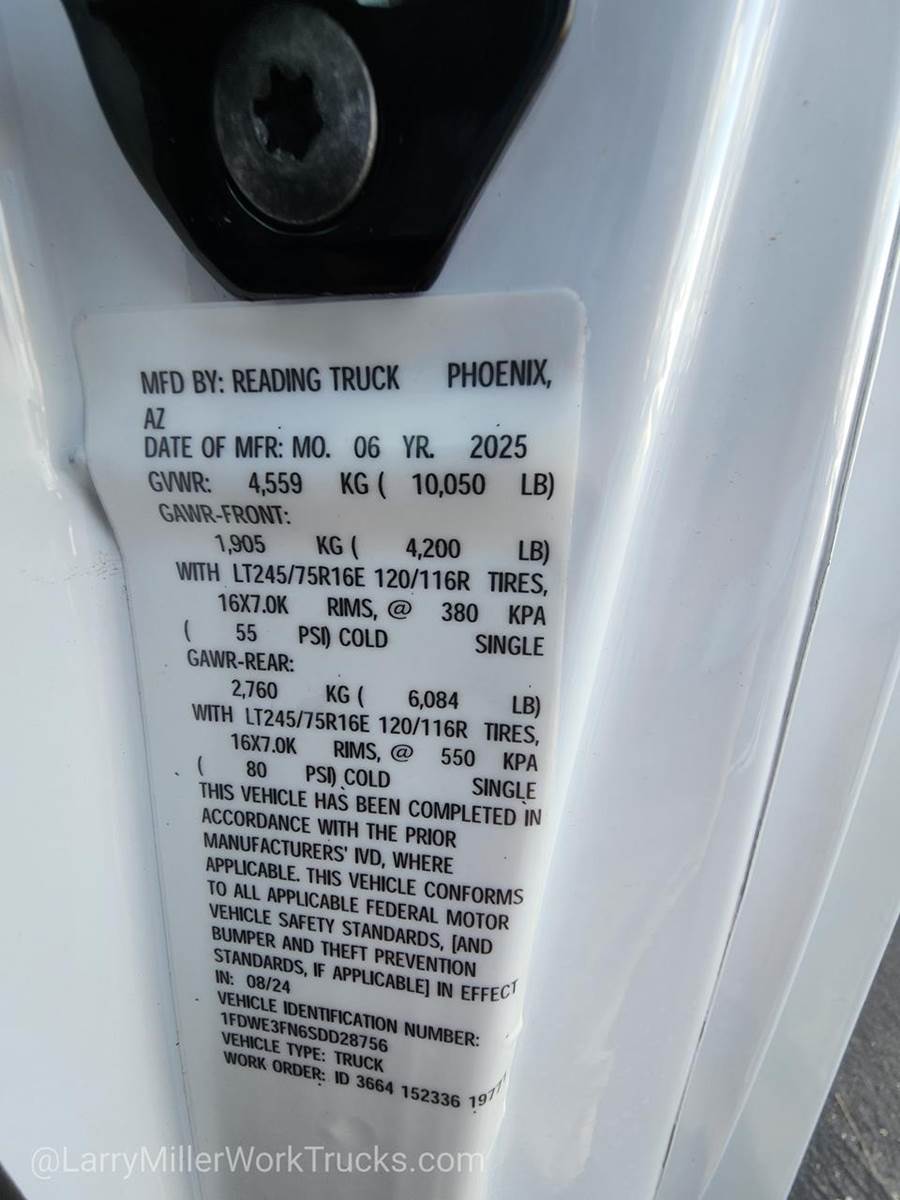 MFD BY: READING TRUCK PHOENIX,
AZ
DATE OF MFR: MO. 06 YR. 2025
GVWR: 4,559 KG ( 10,050 LB)
GAWR-FRONT:
1,905 KG ( 4,200 LB)
WITH LT245/75R16E 120/116R TIRES,
16X7.0K RIMS, @ 380 KPA
( 55 PSI) COLD SINGLE
GAWR-REAR:
2,760 KG ( 6,084 LB)
WITH LT245/75R16E 120/116R TIRES,
16X7.0K RIMS, @ 550 KPA
( 80 PSI) COLD SINGLE
THIS VEHICLE HAS BEEN COMPLETED IN
ACCORDANCE WITH THE PRIOR
MANUFACTURERS' IVD, WHERE
APPLICABLE. THIS VEHICLE CONFORMS
TO ALL APPLICABLE FEDERAL MOTOR
VEHICLE SAFETY STANDARDS, [AND
BUMPER AND THEFT PREVENTION
STANDARDS, IF APPLICABLE] IN EFFECT
IN: 08/24
VEHICLE IDENTIFICATION NUMBER:
1FDWE3FN6SDD28756
VEHICLE TYPE: TRUCK
WORK ORDER: ID 3664 152336
@LarryMillerWorkTrucks.com